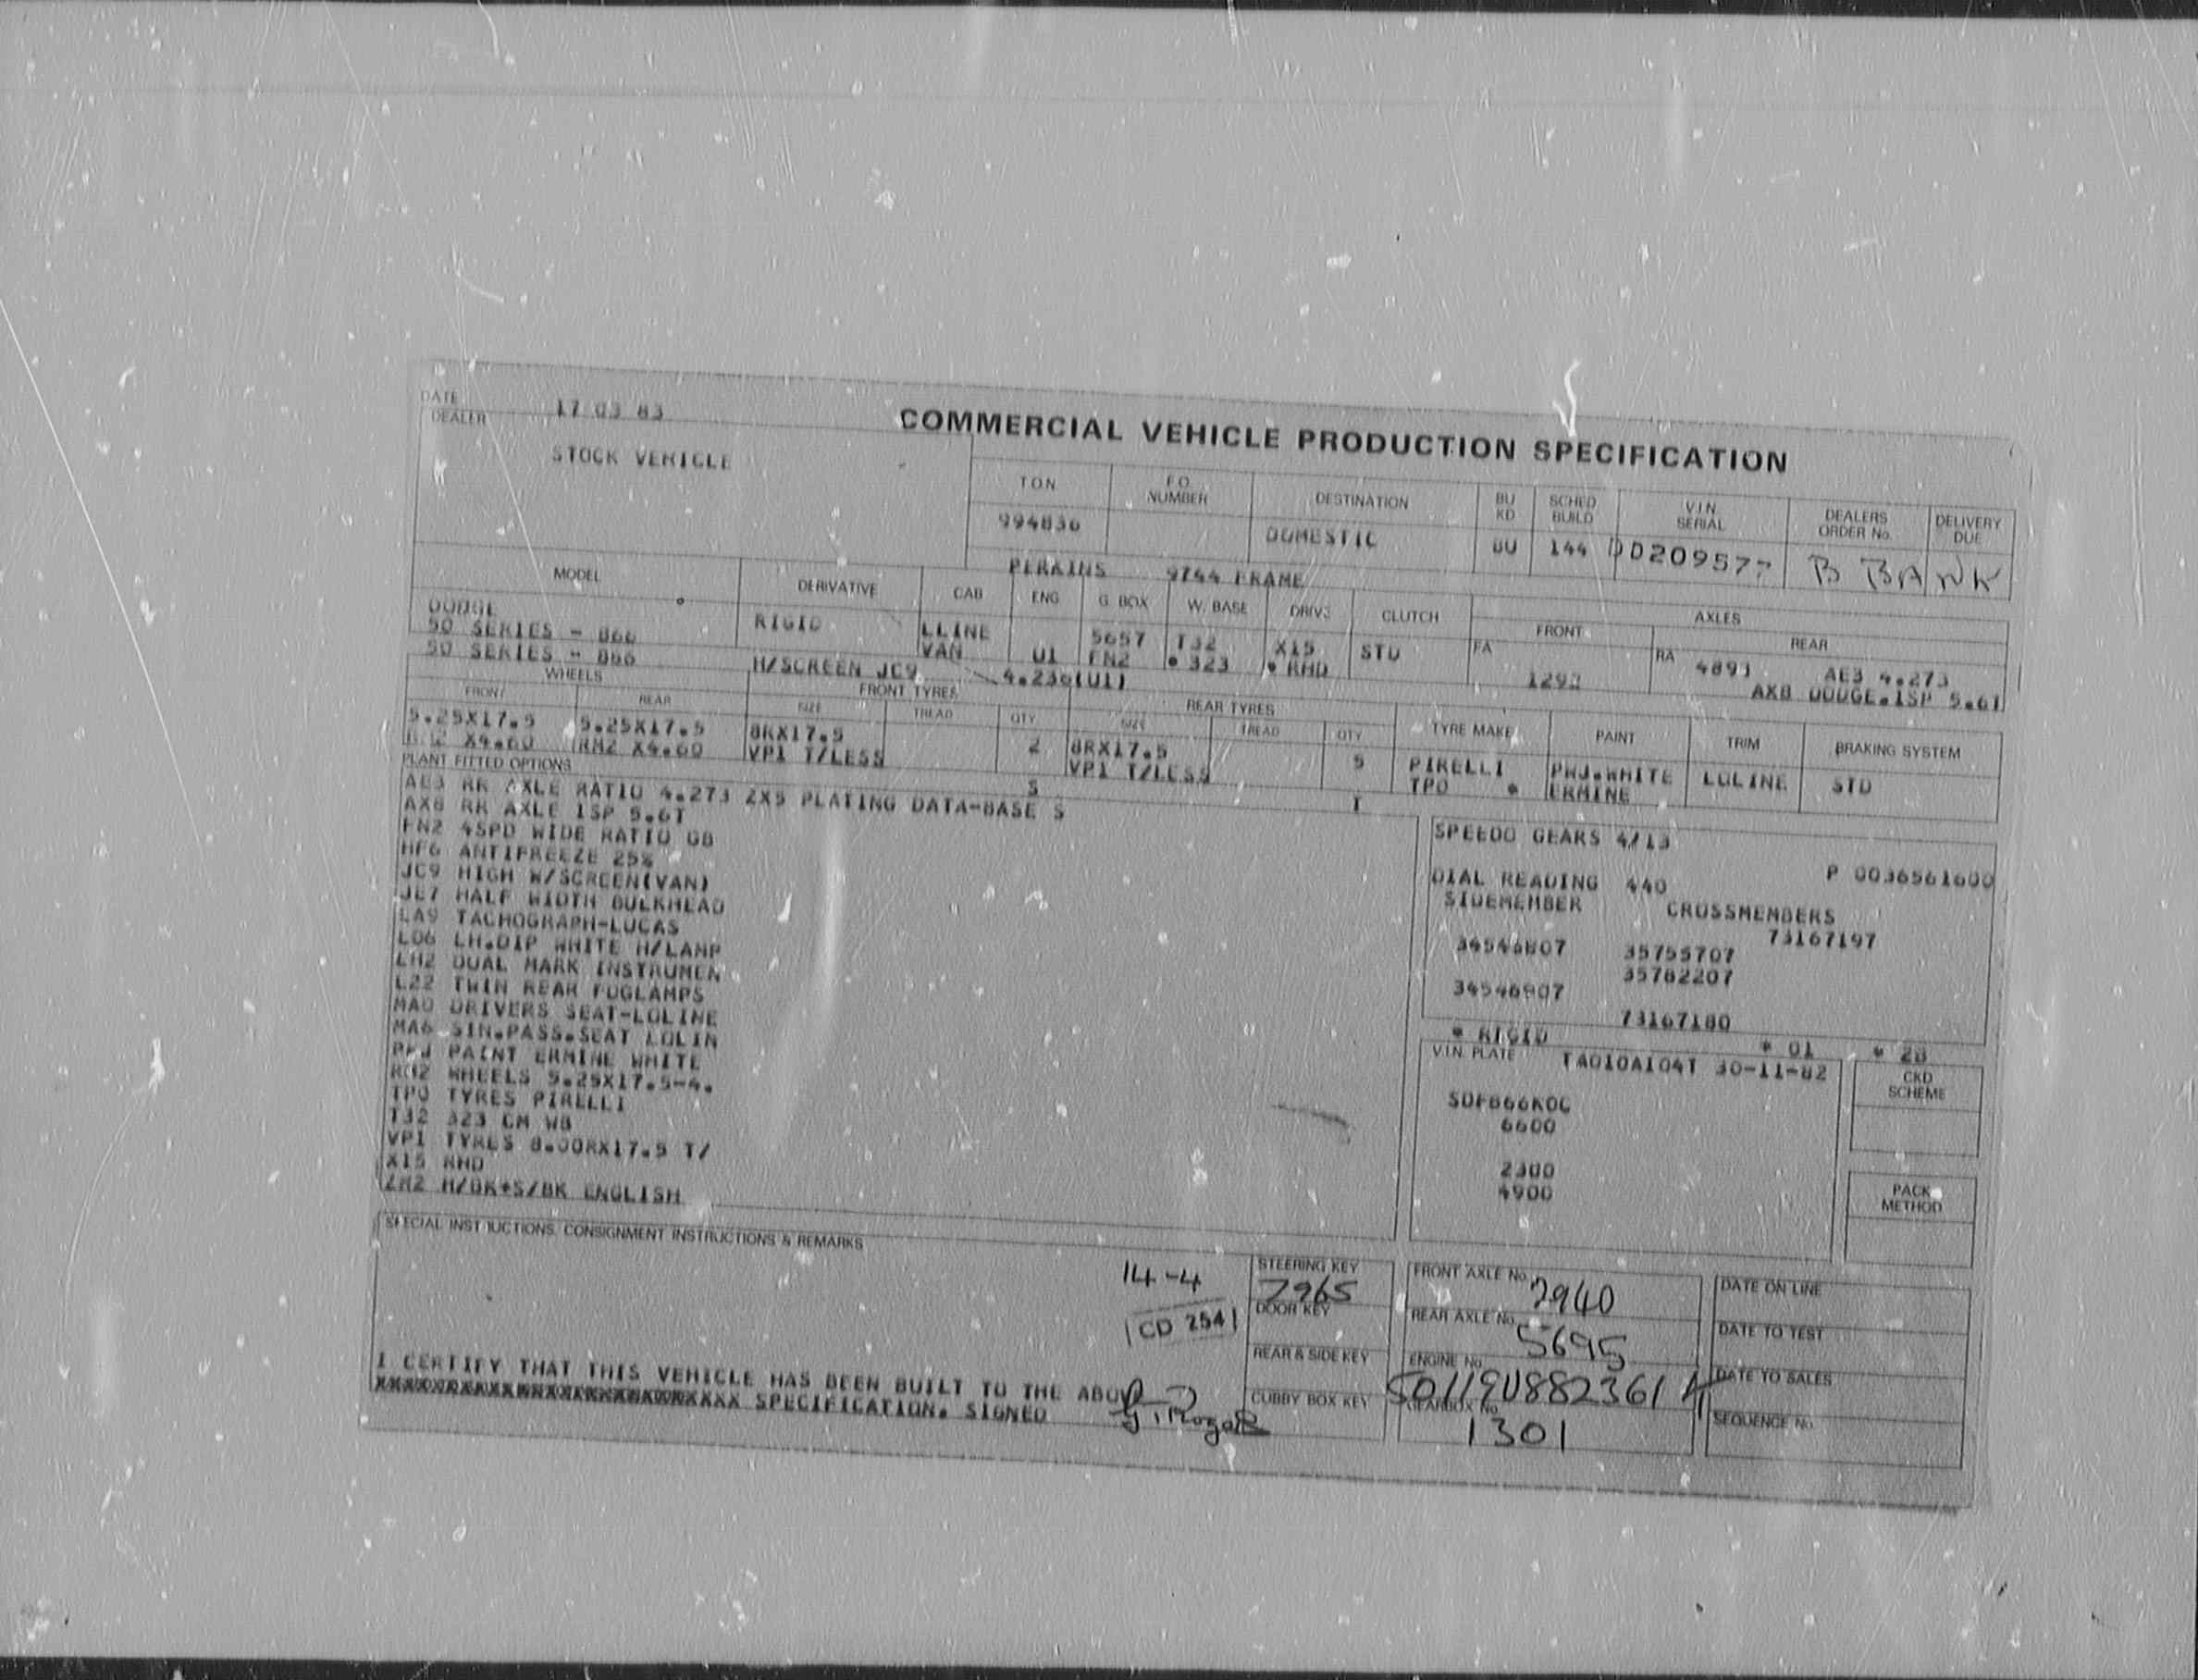 DATE 17 03 83
COMMERCIAL VEHICLE PRODUCTION SPECIFICATION
DEALER
STOCK VEHICLE
T.O.N. F.O. NUMBER DESTINATION BU KD SCHED BUILD V.I.N. SERIAL DEALERS ORDER No. DELIVERY DUE
994836 DOMESTIC BU 144 DD209577 B BANK
PERKINS 9744 FRAME
MODEL DERIVATIVE CAB ENG G. BOX W. BASE DRIVE CLUTCH AXLES
FRONT REAR
DODGE RIGID LLINE 5657 T32 X15 STD FA RA 4893 AE3 4.273
50 SERIES - 866 VAN 01 FN2 * 323 * RHD 1292 AX8 DODGE.1SP 5.6T
50 SERIES - 866 H/SCREEN JC9 4.236(01)
WHEELS FRONT TYRES REAR TYRES
FRONT REAR SIZE TREAD QTY SIZE TREAD QTY TYRE MAKE PAINT TRIM BRAKING SYSTEM
5.25X17.5 5.25X17.5 8RX17.5 2 8RX17.5 5 PIRELLI PWJ.WHITE LOLINE STD
RM2 X4.60 RM2 X4.60 VP1 T/LESS VP1 T/LESS TPO * ERMINE
PLANT FITTED OPTIONS S T
AE3 RR AXLE RATIO 4.273 2X5 PLATING DATA-BASE S
AX8 RR AXLE 1SP 5.6T
FN2 4SPD WIDE RATIO GB
HF6 ANTIFREEZE 25%
JC9 HIGH W/SCREEN(VAN)
JE7 HALF WIDTH BULKHEAD
LA9 TACHOGRAPH-LUCAS
LO6 LH.DIP WHITE H/LAMP
LH2 DUAL MARK INSTRUMEN
L22 TWIN REAR FOGLAMPS
MAO DRIVERS SEAT-LOLINE
MA6 SIN.PASS.SEAT LOLIN
PWJ PAINT ERMINE WHITE
RM2 WHEELS 5.25X17.5-4.
TPO TYRES PIRELLI
T32 323 CM WB
VP1 TYRES 8.00RX17.5 T/
X15 RHD
ZH2 H/BK+S/BK ENGLISH
SPEEDO GEARS 4/13
P 0036561600
DIAL READING 440
SIDEMEMBER CROSSMEMBERS
73167197
34546807 35755707
35782207
34546907
73167180
* RIGID * 01 * 28
V.I.N. PLATE TA010A104T 30-11-82
SDF866K0C
6600
2300
4900
CKD SCHEME
PACK METHOD
SPECIAL INSTRUCTIONS. CONSIGNMENT INSTRUCTIONS & REMARKS
14-4
CD 254
STEERING KEY 7965
DOOR KEY
REAR & SIDE KEY
CUBBY BOX KEY
FRONT AXLE No. 7940
REAR AXLE No. 5695
ENGINE No. 50119U882361A
GEARBOX No. 1301
DATE ON LINE
DATE TO TEST
DATE TO SALES
SEQUENCE No.
I CERTIFY THAT THIS VEHICLE HAS BEEN BUILT TO THE ABOV
SPECIFICATION. SIGNED